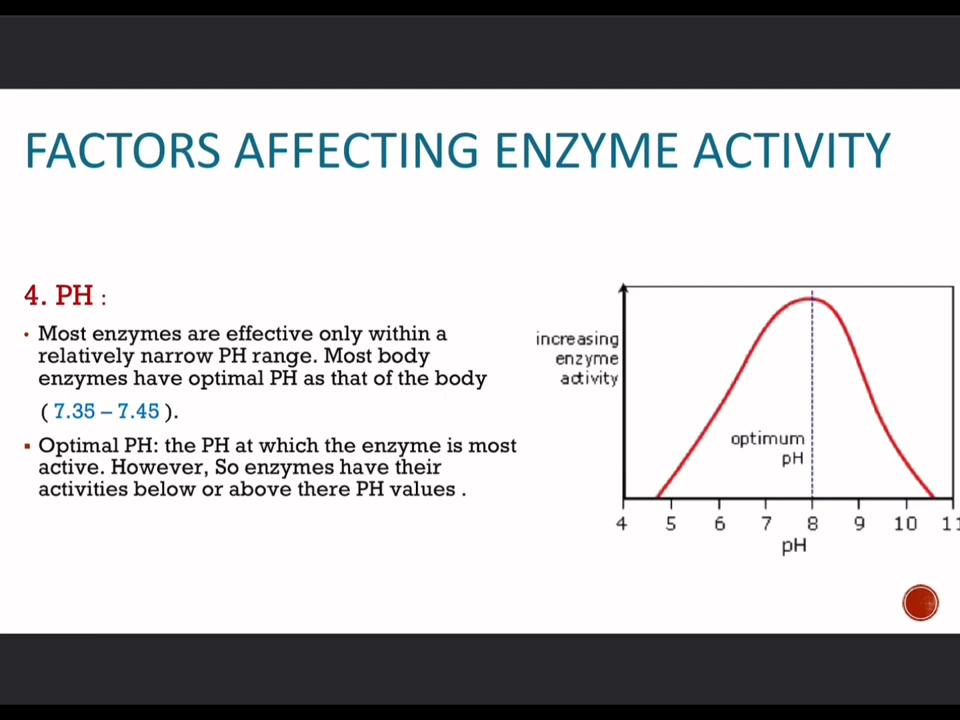 FACTORS AFFECTING ENZYME ACTIVITY
4. PH :
• Most enzymes are effective only within a
relatively narrow PH range. Most body
enzymes have optimal PH as that of the body
( 7.35 – 7.45 ).
▪ Optimal PH: the PH at which the enzyme is most
active. However, So enzymes have their
activities below or above there PH values .
increasing
enzyme
activity
optimum
pH
4 5 6 7 8 9 10 11
pH